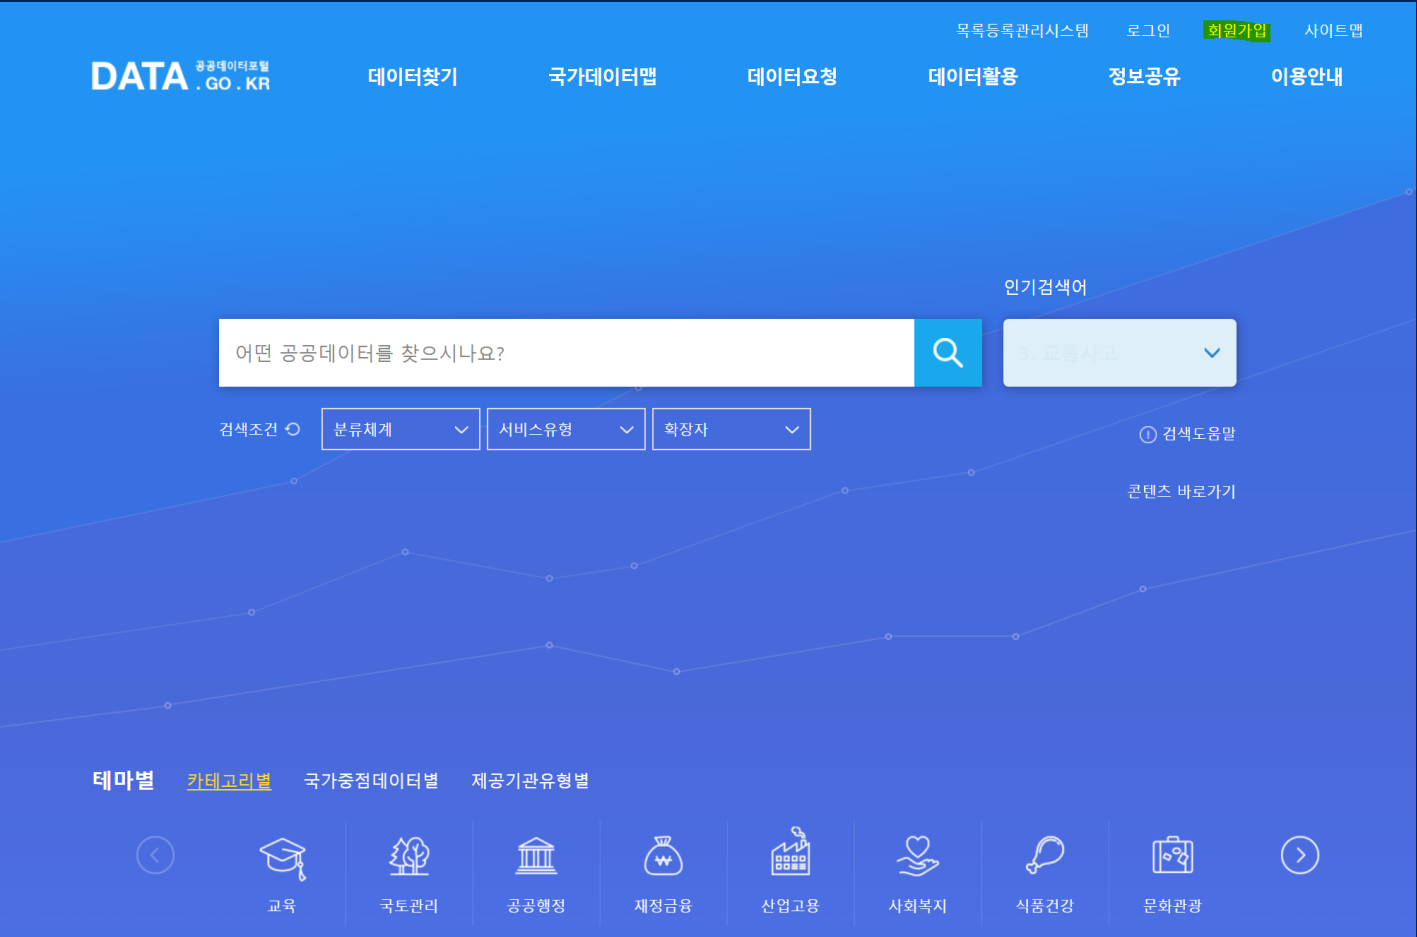 목록등록관리시스템 로그인 회원가입 사이트맵
DATA 공공데이터포털 .GO.KR
데이터찾기 국가데이터맵 데이터요청 데이터활용 정보공유 이용안내
인기검색어
어떤 공공데이터를 찾으시나요?
3. 교통사고
검색조건 분류체계 서비스유형 확장자
검색도움말
콘텐츠 바로가기
테마별 카테고리별 국가중점데이터별 제공기관유형별
교육 국토관리 공공행정 재정금융 산업고용 사회복지 식품건강 문화관광